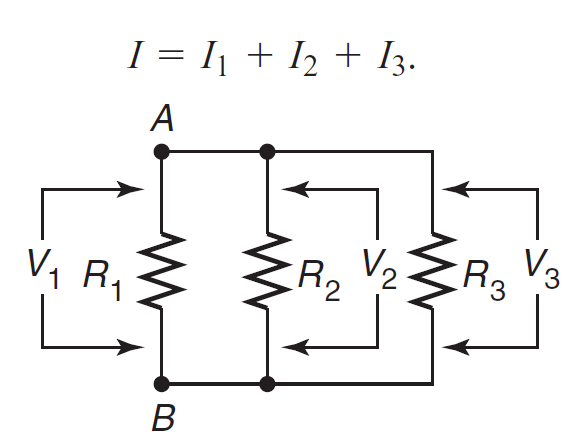 I = I₁ + I₂ + I₃.
A
V₁ R₁ R₂ V₂ R₃ V₃
B